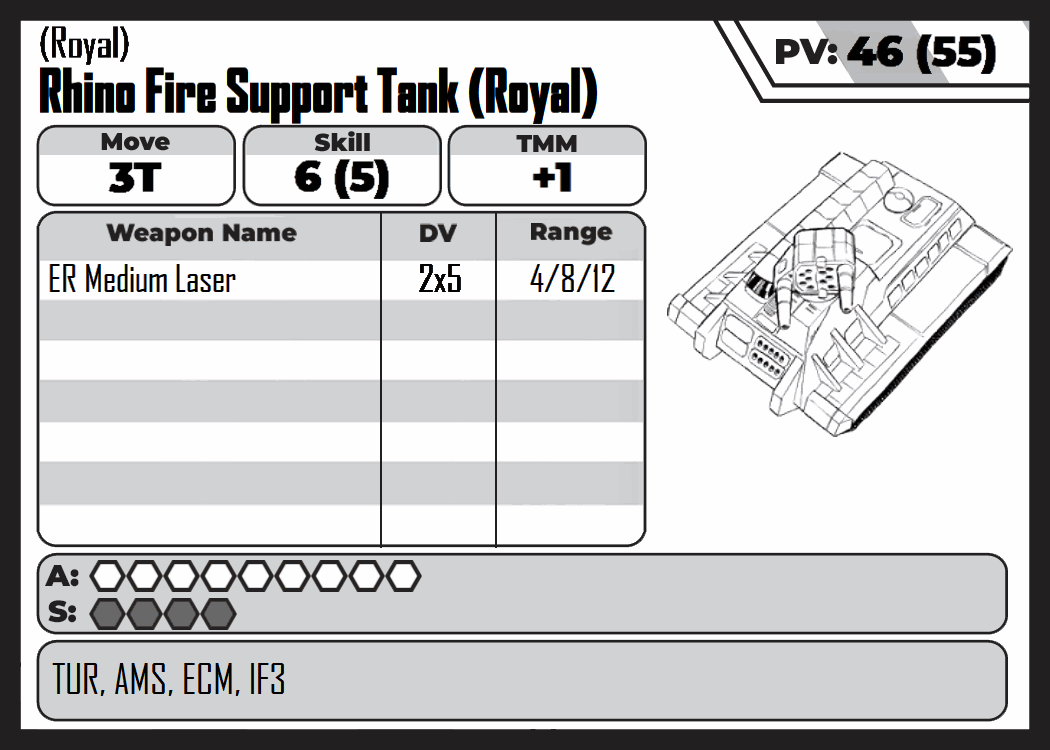 (Royal)
Rhino Fire Support Tank (Royal)
PV: 46 (55)
Move Skill TMM
3T 6 (5) +1
Weapon Name DV Range
ER Medium Laser 2x5 4/8/12
A:
S:
TUR, AMS, ECM, IF3